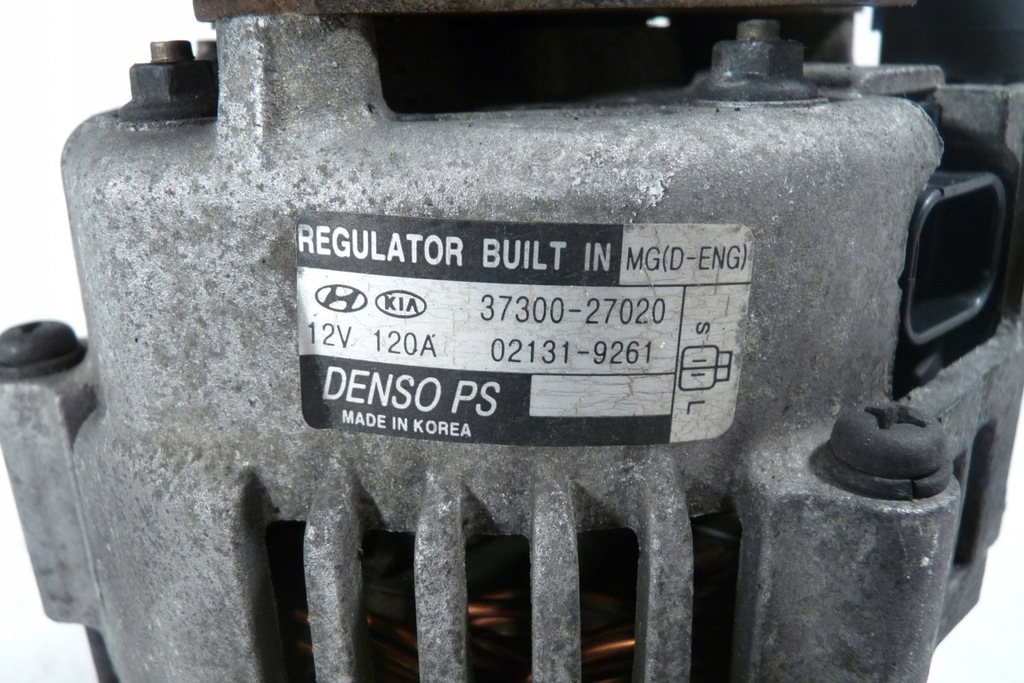 REGULATOR BUILT IN MG(D-ENG)
KIA 37300-27020
12V 120A 02131-9261
S L
DENSO PS
MADE IN KOREA